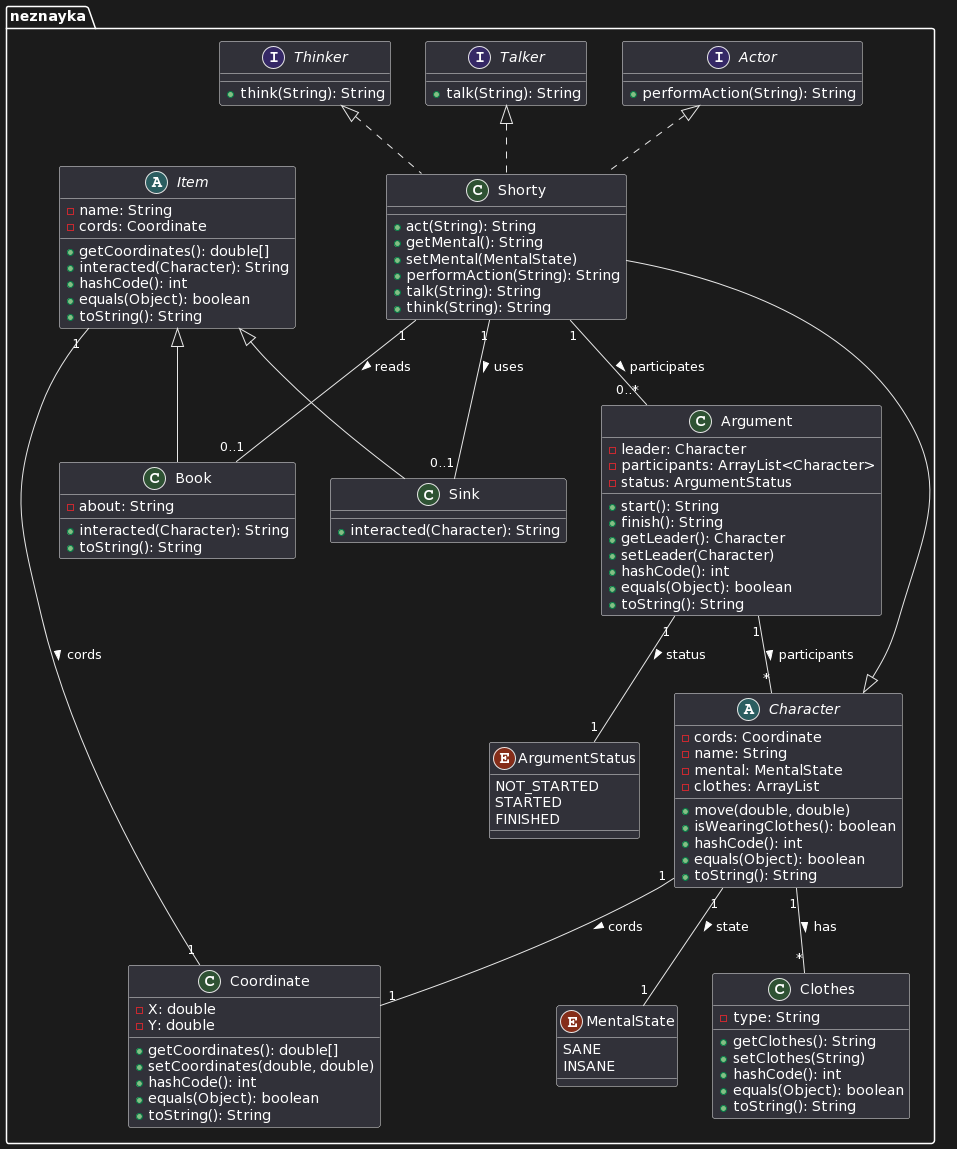 neznayka
I Thinker
think(String): String
I Talker
talk(String): String
I Actor
performAction(String): String
A Item
name: String
cords: Coordinate
getCoordinates(): double[]
interacted(Character): String
hashCode(): int
equals(Object): boolean
toString(): String
C Shorty
act(String): String
getMental(): String
setMental(MentalState)
performAction(String): String
talk(String): String
think(String): String
1
1
1
1
reads
uses
participates
0..1
0..1
0..*
C Book
about: String
interacted(Character): String
toString(): String
C Sink
interacted(Character): String
C Argument
leader: Character
participants: ArrayList<Character>
status: ArgumentStatus
start(): String
finish(): String
getLeader(): Character
setLeader(Character)
hashCode(): int
equals(Object): boolean
toString(): String
1
1
cords
status
participants
1
*
E ArgumentStatus
NOT_STARTED
STARTED
FINISHED
A Character
cords: Coordinate
name: String
mental: MentalState
clothes: ArrayList
move(double, double)
isWearingClothes(): boolean
hashCode(): int
equals(Object): boolean
toString(): String
1
1
1
cords
state
has
1
1
1
*
C Coordinate
X: double
Y: double
getCoordinates(): double[]
setCoordinates(double, double)
hashCode(): int
equals(Object): boolean
toString(): String
E MentalState
SANE
INSANE
C Clothes
type: String
getClothes(): String
setClothes(String)
hashCode(): int
equals(Object): boolean
toString(): String